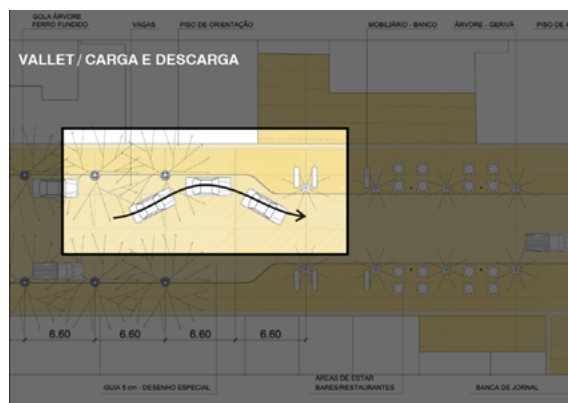 GOLA ÁRVORE
FERRO FUNDIDO
VAGAS
PISO DE ORIENTAÇÃO
MOBILIÁRIO - BANCO
ÁRVORE - GERIVÁ
PISO DE A
VALLET / CARGA E DESCARGA
6.60
6.60
6.60
6.60
GUIA 5 cm - DESENHO ESPECIAL
ÁREAS DE ESTAR
BARES/RESTAURANTES
BANCA DE JORNAL